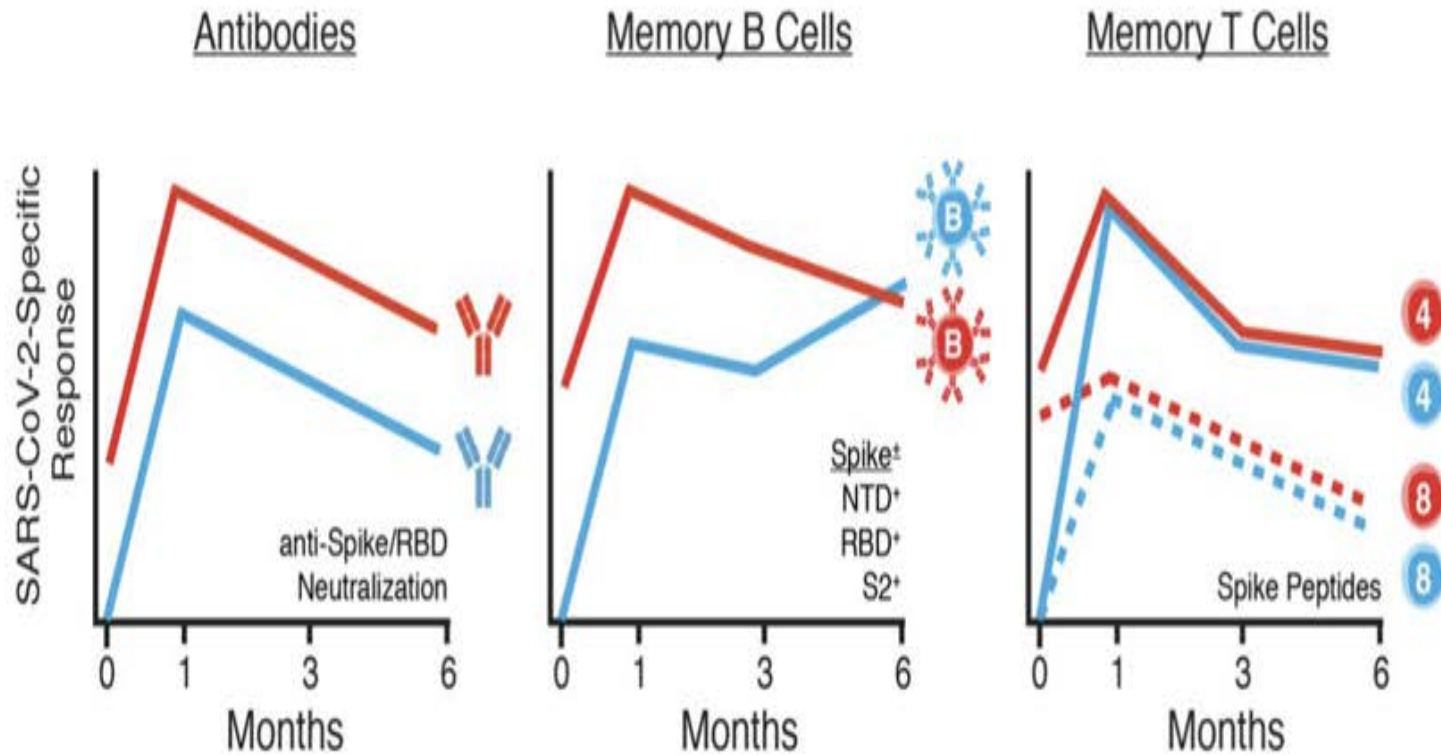 Antibodies
Memory B Cells
Memory T Cells
SARS-CoV-2-Specific
Response
anti-Spike/RBD
Neutralization
0 1 3 6
Months
B
B
Spike±
NTD⁺
RBD⁺
S2⁺
0 1 3 6
Months
4
4
8
8
Spike Peptides
0 1 3 6
Months